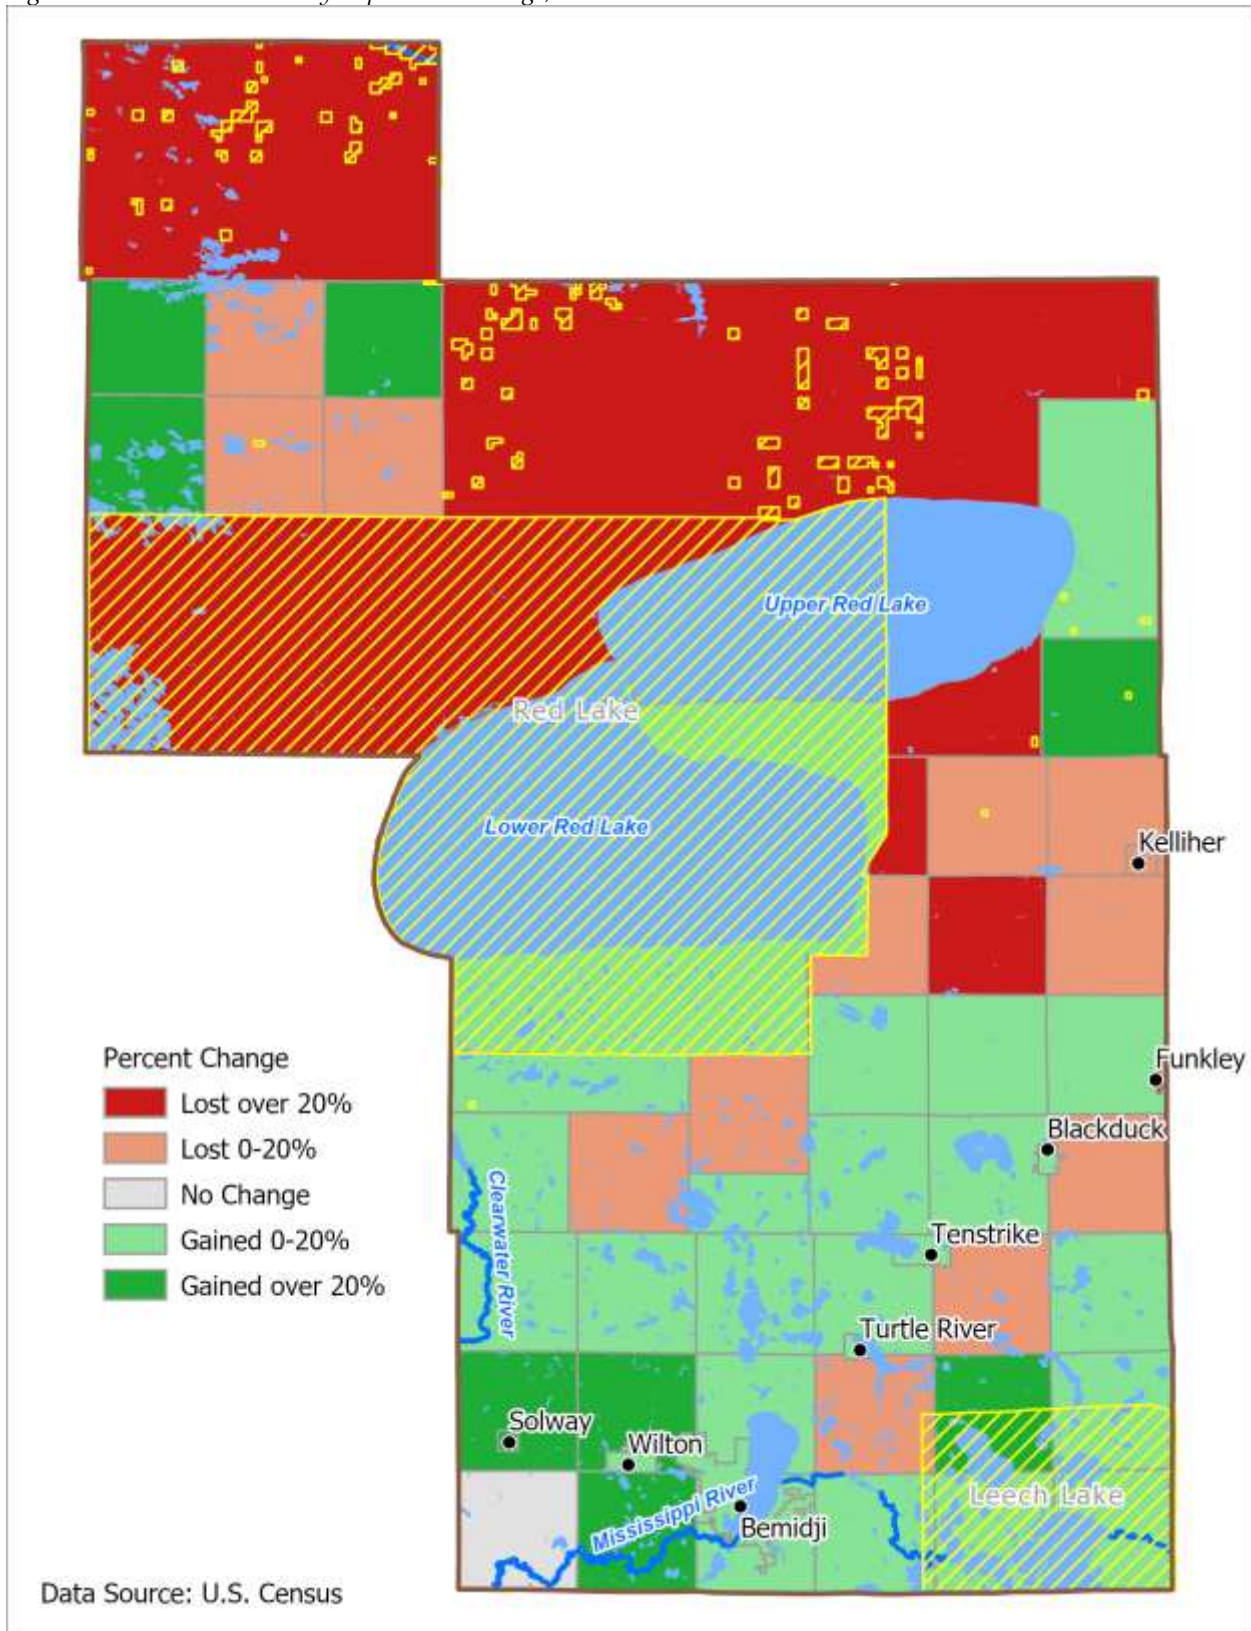 Upper Red Lake
Red Lake
Lower Red Lake
Kelliher
Percent Change
Lost over 20%
Lost 0-20%
No Change
Gained 0-20%
Gained over 20%
Funkley
Blackduck
Clearwater River
Tenstrike
Turtle River
Solway
Wilton
Leech Lake
Mississippi River
Bemidji
Data Source: U.S. Census